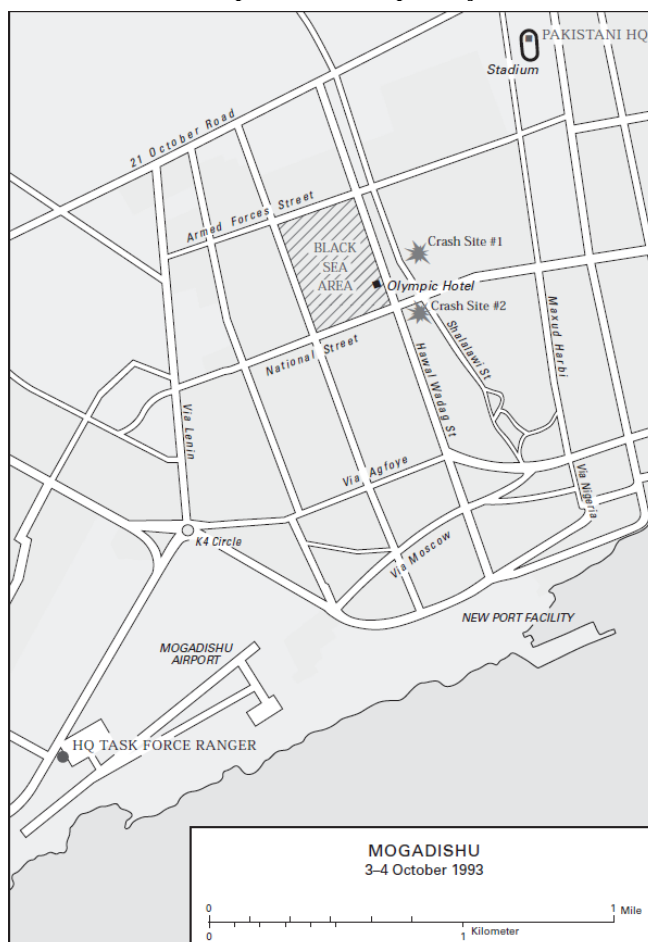 PAKISTANI HQ
Stadium
21 October Road
Armed Forces Street
BLACK
SEA
AREA
Crash Site #1
Olympic Hotel
Crash Site #2
National Street
Shalalawi St
Maxud Harbi
Hawal Wadag St
Via Lenin
Via Agfoye
Via Nigeria
K4 Circle
Via Moscow
NEW PORT FACILITY
MOGADISHU
AIRPORT
HQ TASK FORCE RANGER
MOGADISHU
3–4 October 1993
0 1 Mile
0 1 Kilometer